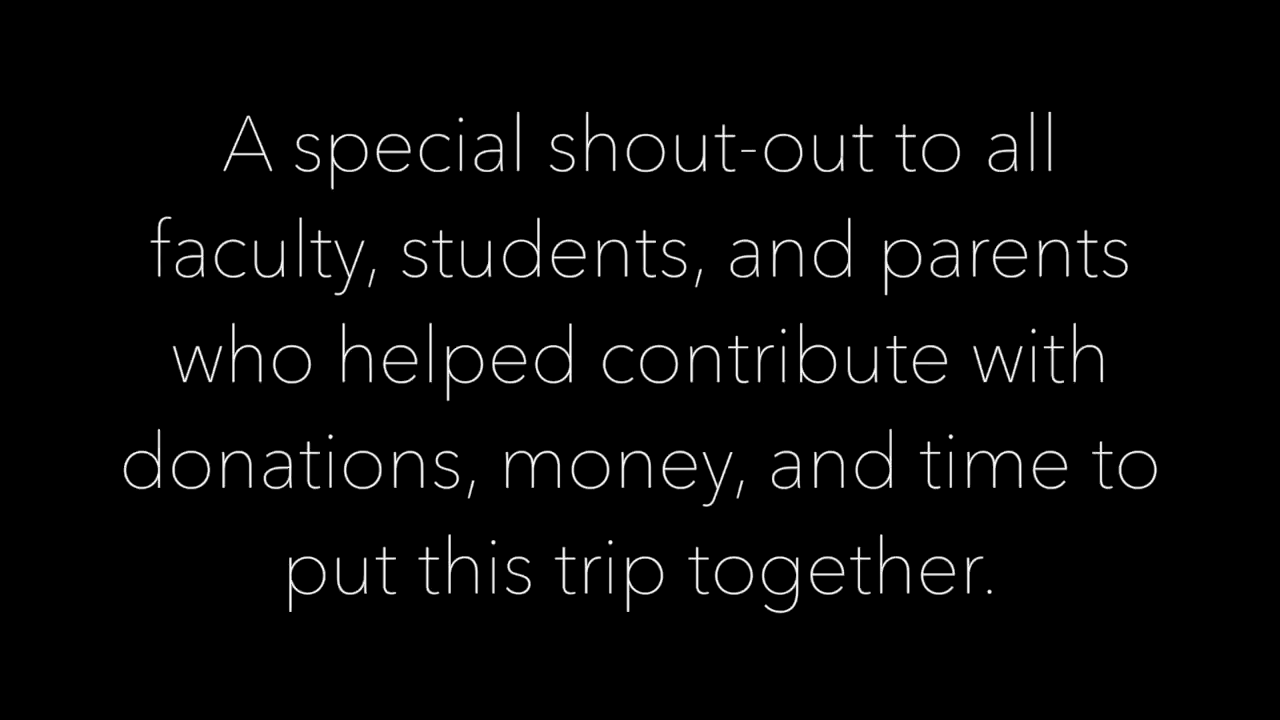 A special shout-out to all
faculty, students, and parents
who helped contribute with
donations, money, and time to
put this trip together.